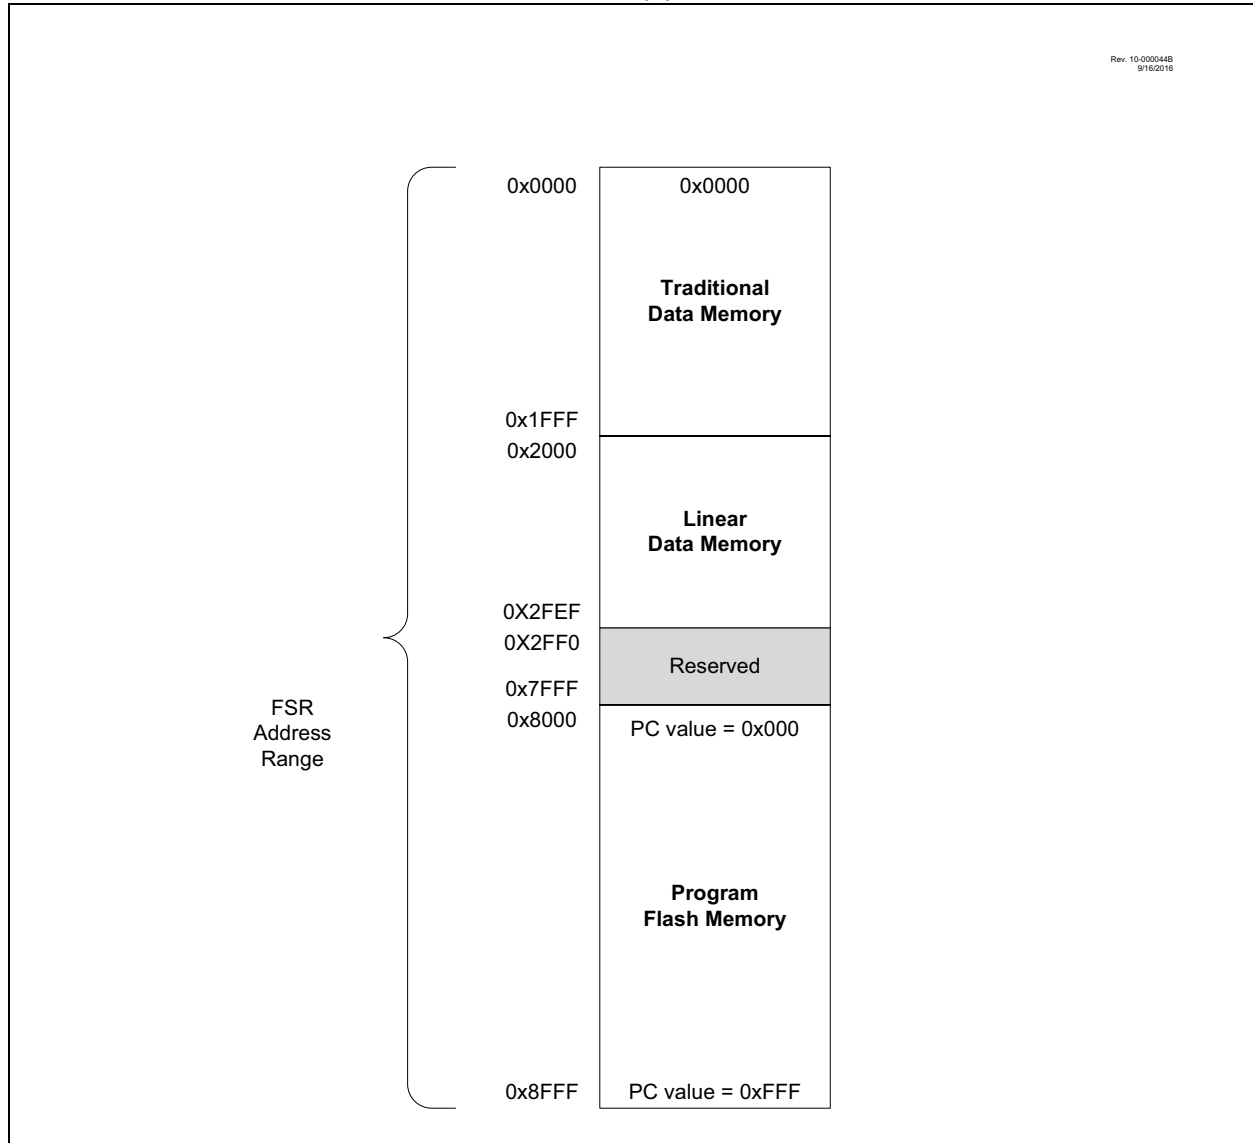 Rev. 10-000044B
9/16/2016
0x0000
0x0000
Traditional
Data Memory
0x1FFF
0x2000
Linear
Data Memory
0X2FEF
0X2FF0
Reserved
0x7FFF
0x8000
PC value = 0x000
FSR
Address
Range
Program
Flash Memory
0x8FFF
PC value = 0xFFF